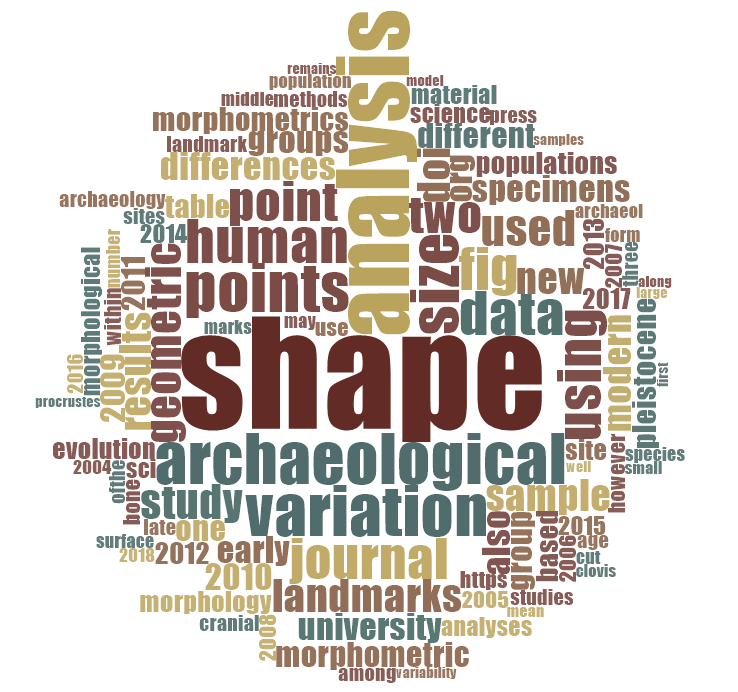 remains
population
model
analysis
middle
methods
material
morphometrics
science
press
landmark
groups
different
samples
differences
doi
org
populations
specimens
archaeology
table
point
two
used
archaeol
sites
2014
human
size
fig
new
2013
form
morphological
number
2011
geometric
points
data
2007
three
along
within
2017
large
marks
may
use
results
shape
using
modern
pleistocene
first
2016
2009
procrustes
evolution
2004
sci
archaeological
site
well
however
species
small
ofthe
bone
study
variation
sample
late
one
also
group
based
2015
surface
2018
2012
early
journal
2006
age
cut
clovis
2010
https
morphology
landmarks
2005
studies
mean
cranial
2008
university
analyses
morphometric
among
variability